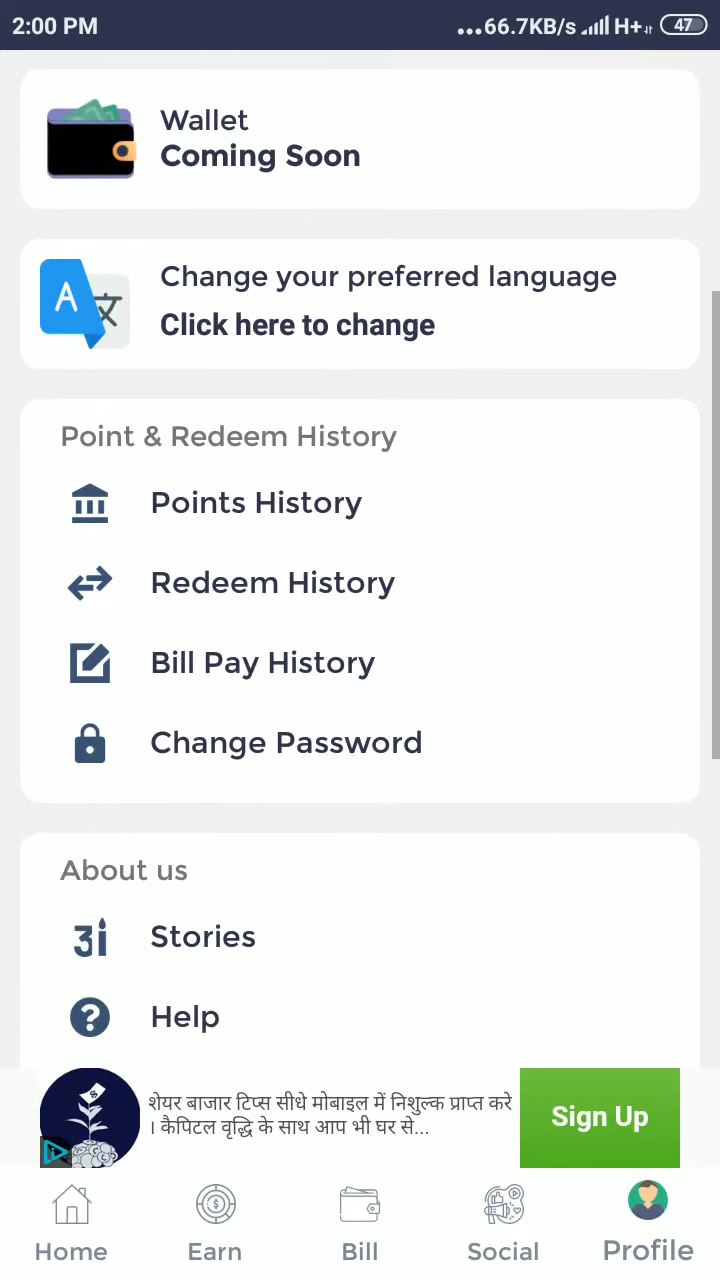 2:00 PM
...66.7KB/s H+ 47
Wallet
Coming Soon
A 文
Change your preferred language
Click here to change
Point & Redeem History
Points History
Redeem History
Bill Pay History
Change Password
About us
3i Stories
? Help
शेयर बाजार टिप्स सीधे मोबाइल में निशुल्क प्राप्त करे
। कैपिटल वृद्धि के साथ आप भी घर से...
Sign Up
Home
Earn
Bill
Social
Profile